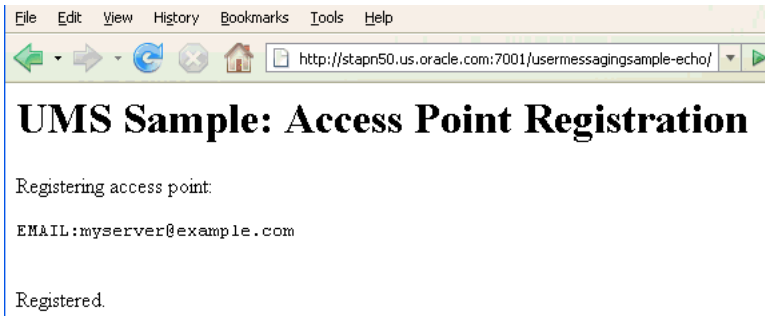 File Edit View History Bookmarks Tools Help
http://stapn50.us.oracle.com:7001/usermessagingsample-echo/
UMS Sample: Access Point Registration
Registering access point:
EMAIL:myserver@example.com
Registered.